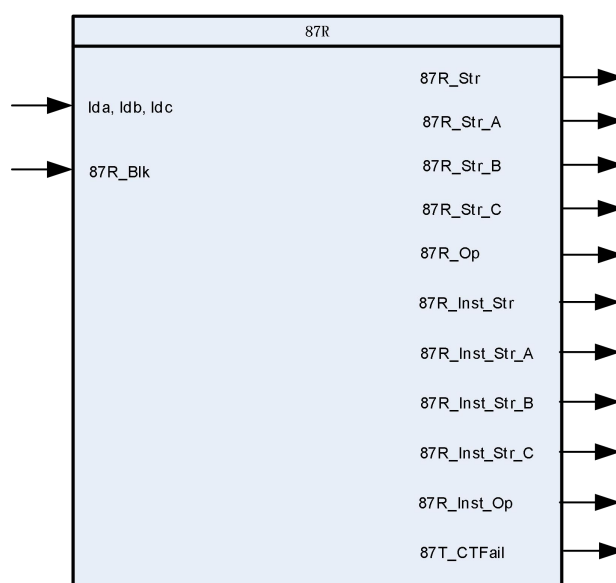 87R
Ida, Idb, Idc
87R_Blk
87R_Str
87R_Str_A
87R_Str_B
87R_Str_C
87R_Op
87R_Inst_Str
87R_Inst_Str_A
87R_Inst_Str_B
87R_Inst_Str_C
87R_Inst_Op
87T_CTFail